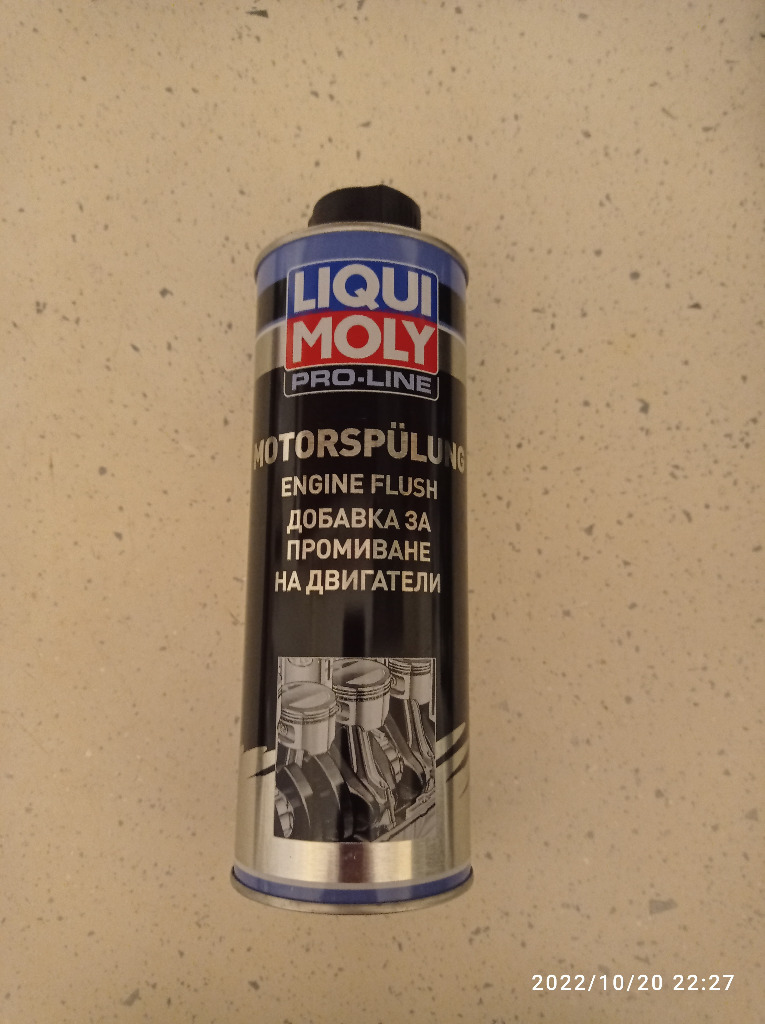 LIQUI
MOLY
PRO-LINE
MOTORSPÜLUNG
ENGINE FLUSH
ДОБАВКА ЗА
ПРОМИВАНЕ
НА ДВИГАТЕЛИ
2022/10/20 22:27